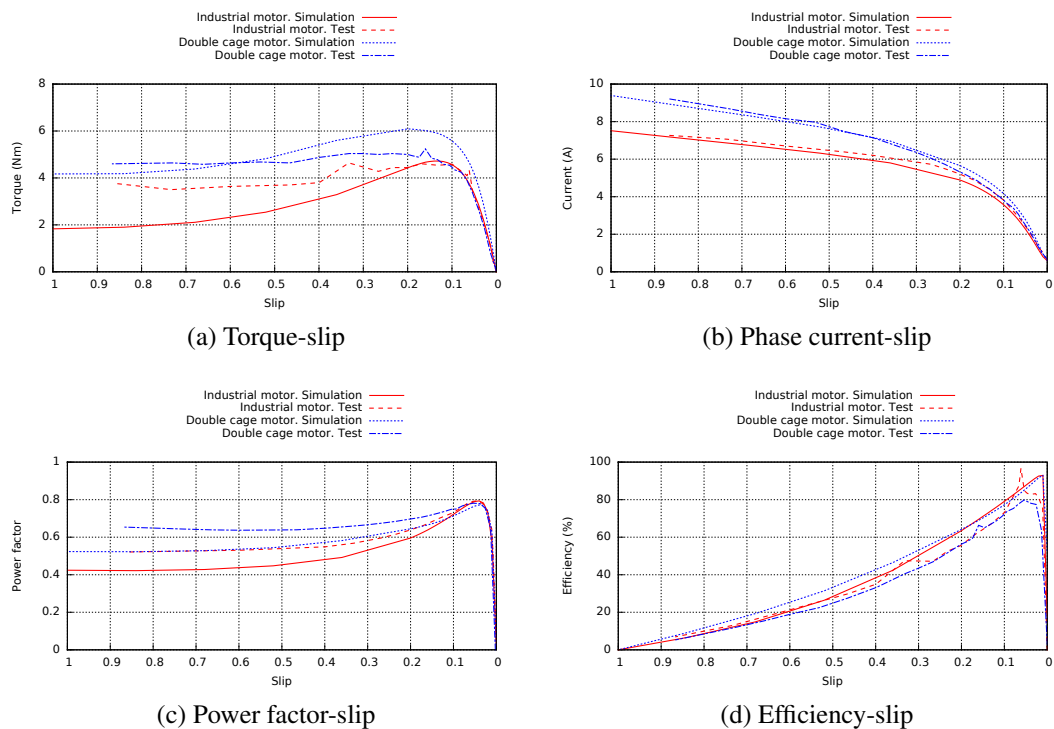 Industrial motor. Simulation
Industrial motor. Test
Double cage motor. Simulation
Double cage motor. Test
8
6
4
2
0
Torque (Nm)
1 0.9 0.8 0.7 0.6 0.5 0.4 0.3 0.2 0.1 0
Slip
(a) Torque-slip
Industrial motor. Simulation
Industrial motor. Test
Double cage motor. Simulation
Double cage motor. Test
10
8
6
4
2
0
Current (A)
1 0.9 0.8 0.7 0.6 0.5 0.4 0.3 0.2 0.1 0
Slip
(b) Phase current-slip
Industrial motor. Simulation
Industrial motor. Test
Double cage motor. Simulation
Double cage motor. Test
1
0.8
0.6
0.4
0.2
0
Power factor
1 0.9 0.8 0.7 0.6 0.5 0.4 0.3 0.2 0.1 0
Slip
(c) Power factor-slip
Industrial motor. Simulation
Industrial motor. Test
Double cage motor. Simulation
Double cage motor. Test
100
80
60
40
20
0
Efficiency (%)
1 0.9 0.8 0.7 0.6 0.5 0.4 0.3 0.2 0.1 0
Slip
(d) Efficiency-slip